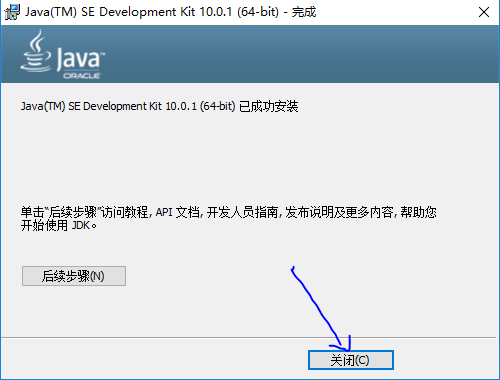 Java(TM) SE Development Kit 10.0.1 (64-bit) - 完成
Java
ORACLE
Java(TM) SE Development Kit 10.0.1 (64-bit) 已成功安装
单击“后续步骤”访问教程, API 文档, 开发人员指南, 发布说明及更多内容, 帮助您
开始使用 JDK。
后续步骤(N)
关闭(C)